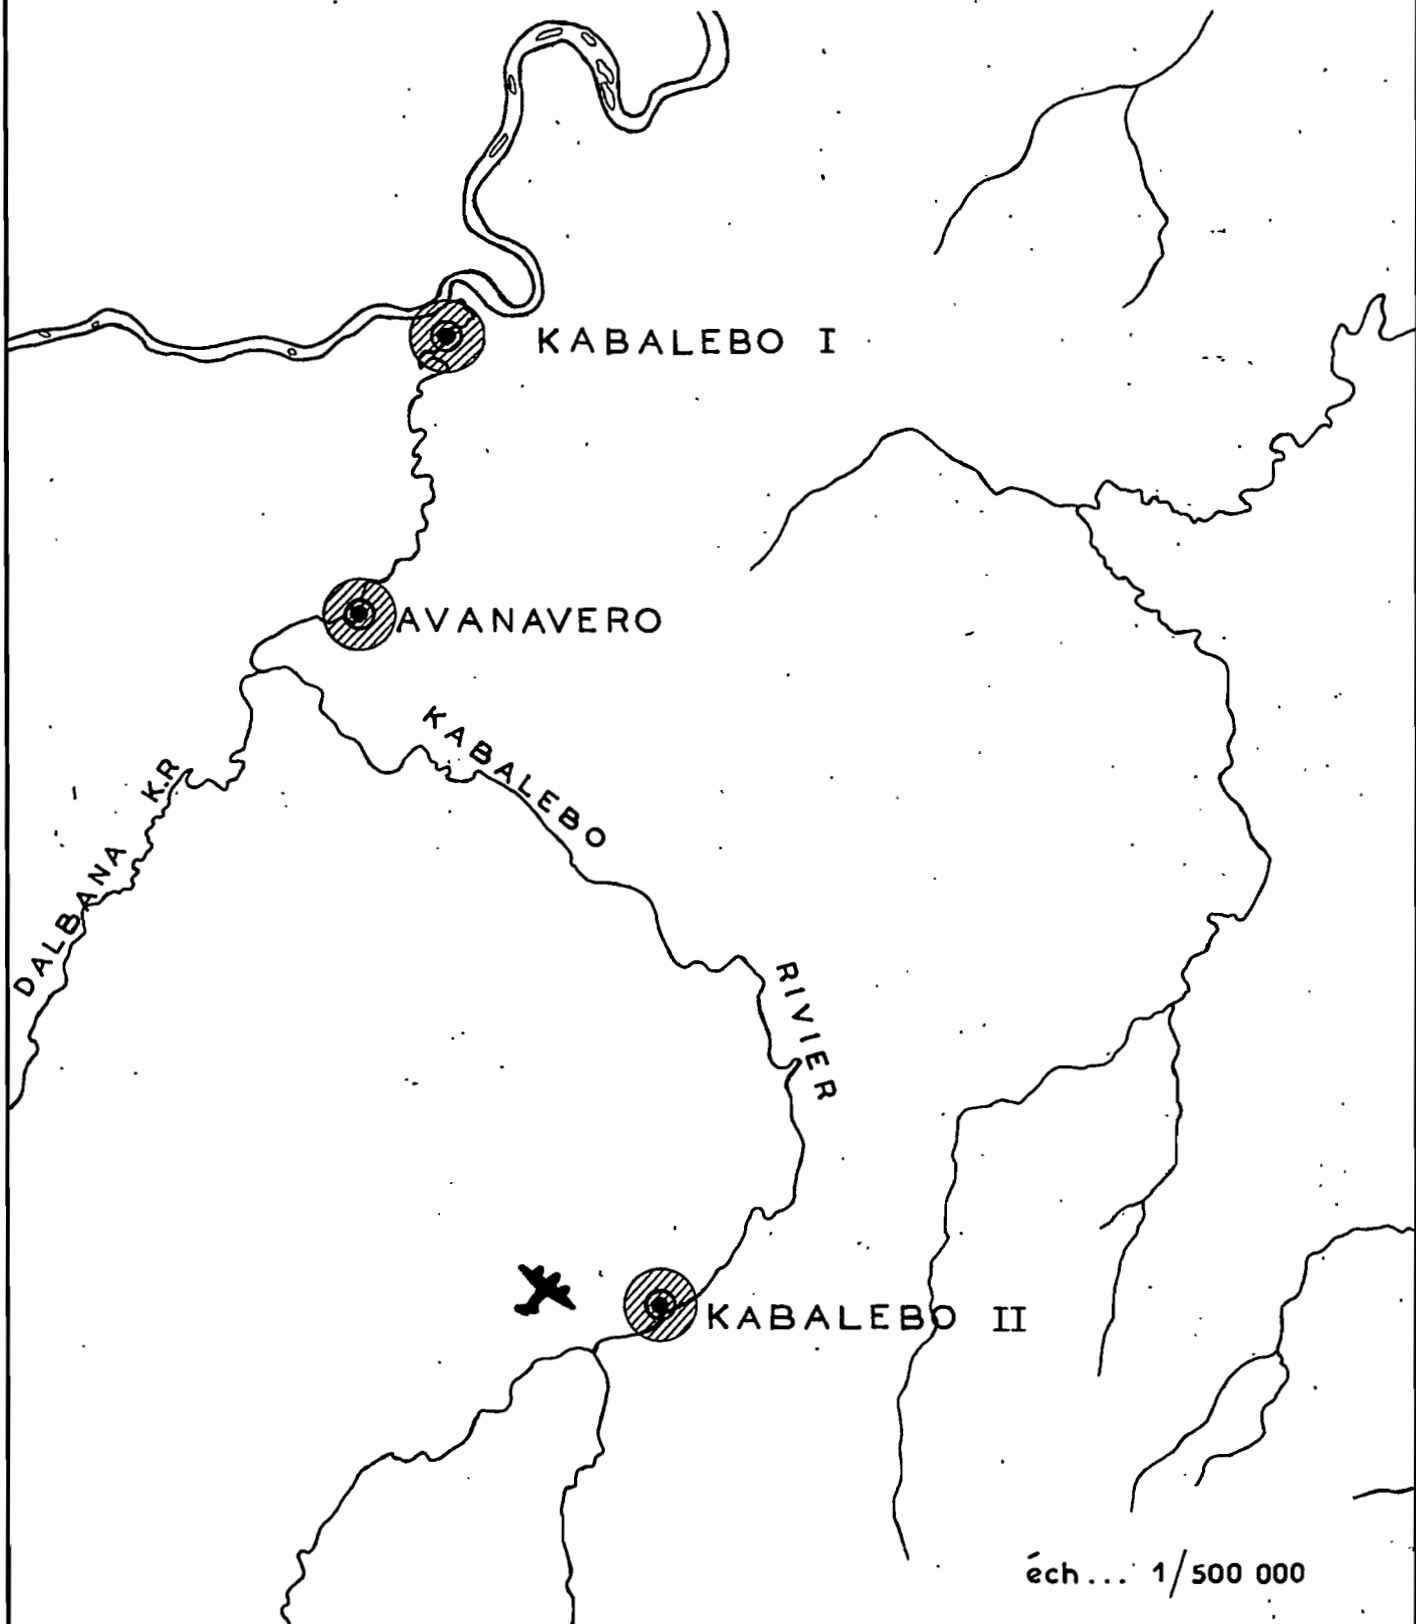 KABALEBO I
AVANAVERO
KABALEBO
DALBANA K.R
RIVIER
KABALEBO II
éch... 1/500 000